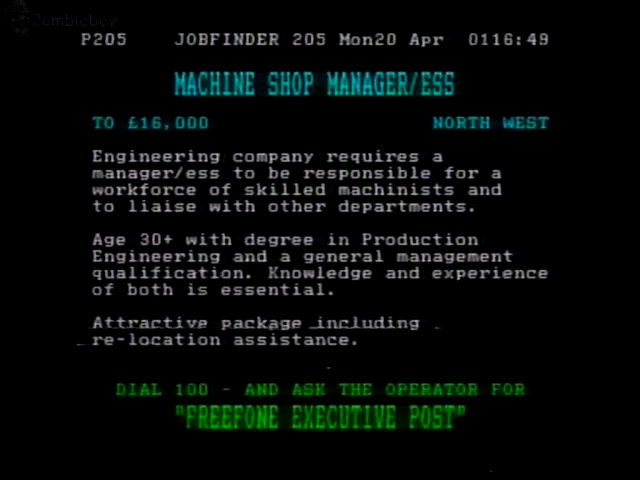 Zombieboy
P205 JOBFINDER 205 Mon20 Apr 0116:49
MACHINE SHOP MANAGER/ESS
TO £16,000 NORTH WEST
Engineering company requires a
manager/ess to be responsible for a
workforce of skilled machinists and
to liaise with other departments.
Age 30+ with degree in Production
Engineering and a general management
qualification. Knowledge and experience
of both is essential.
Attractive package including
re-location assistance.
DIAL 100 - AND ASK THE OPERATOR FOR
"FREEFONE EXECUTIVE POST"